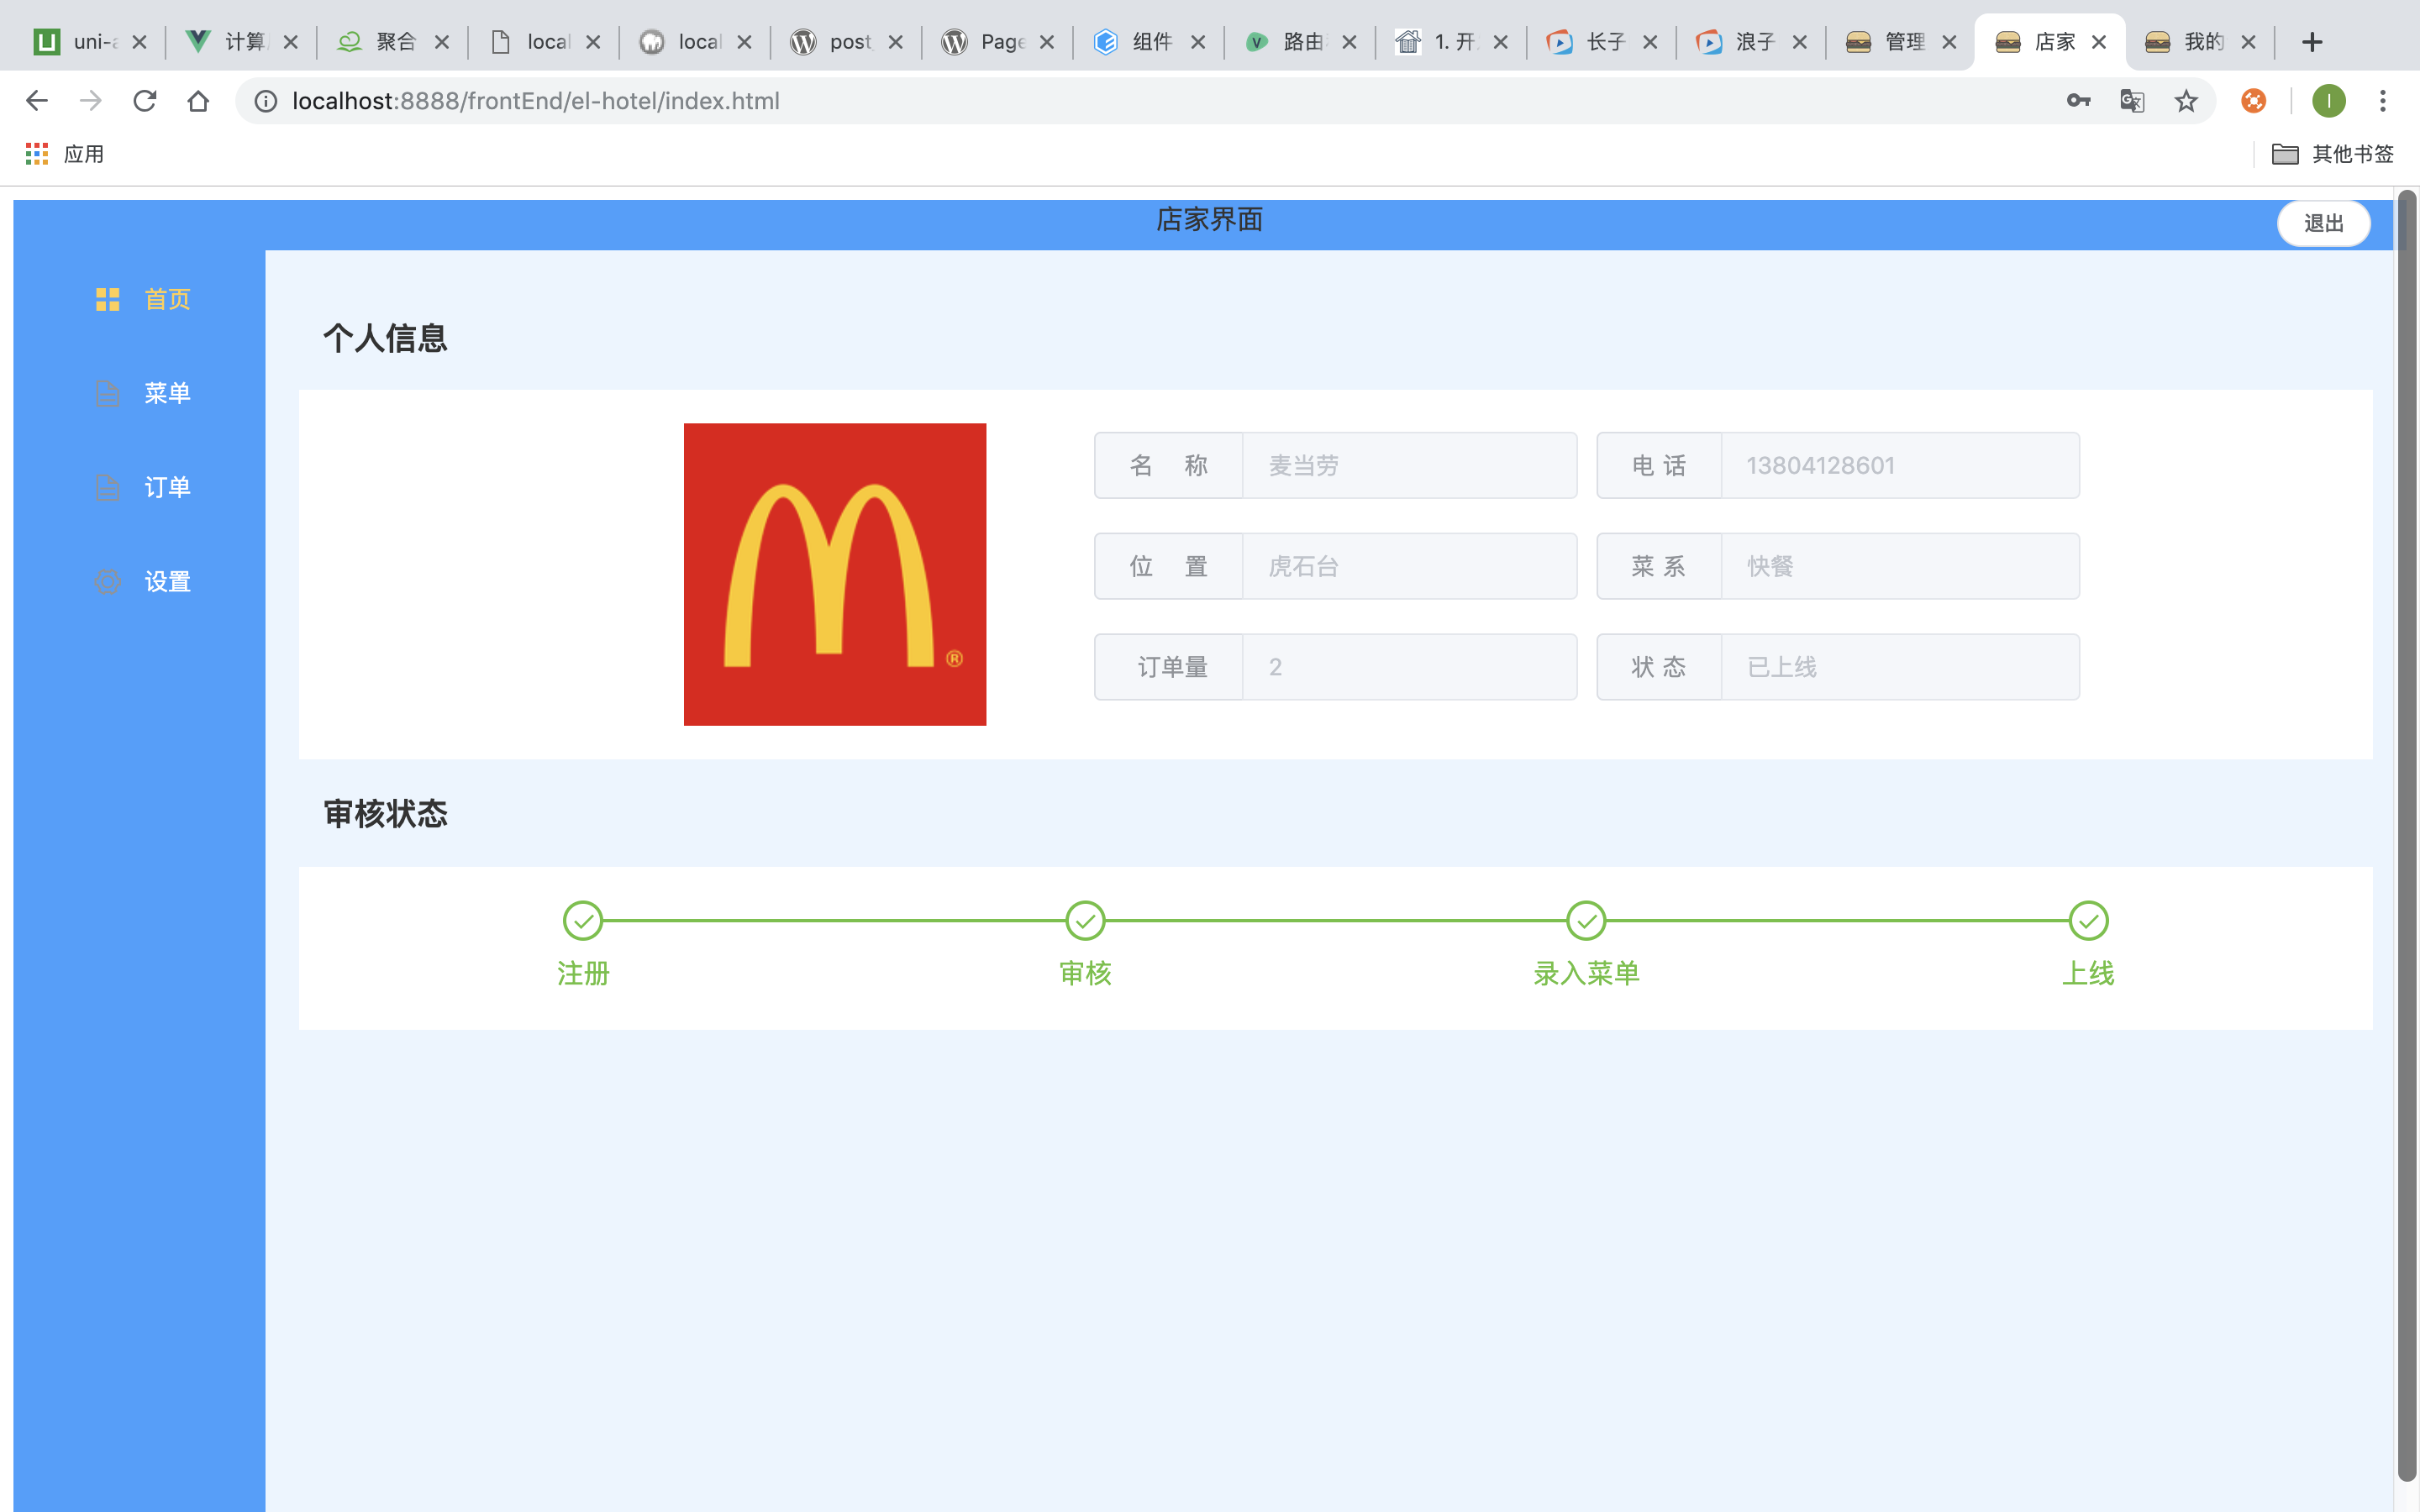 uni-a 计算 聚合 local local post_ Page 组件 路由 1. 开 长子 浪子 管理 店家 我的
localhost:8888/frontEnd/el-hotel/index.html
应用 其他书签
店家界面 退出
首页
菜单
订单
设置
个人信息
名 称 麦当劳 电 话 13804128601
位 置 虎石台 菜 系 快餐
订单量 2 状 态 已上线
®
审核状态
注册 审核 录入菜单 上线